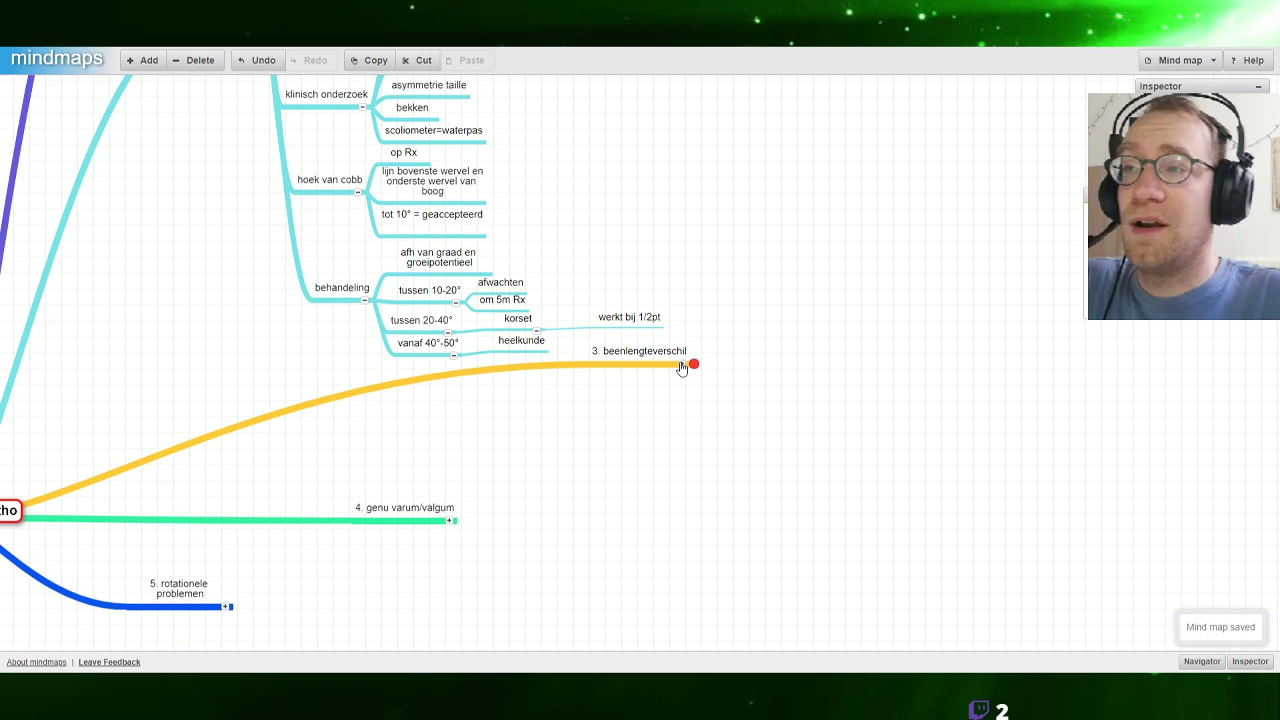 mindmaps
Add
Delete
Undo
Redo
Copy
Cut
Paste
Mind map
? Help
Inspector
klinisch onderzoek
asymmetrie taille
bekken
scoliometer=waterpas
hoek van cobb
op Rx
lijn bovenste wervel en
onderste wervel van
boog
tot 10° = geaccepteerd
behandeling
afh van graad en
groeipotentieel
tussen 10-20°
afwachten
om 5m Rx
tussen 20-40°
korset
werkt bij 1/2pt
vanaf 40°-50°
heelkunde
3. beenlengteverschil
tho
4. genu varum/valgum
5. rotationele
problemen
Mind map saved
About mindmaps | Leave Feedback
Navigator
Inspector
2